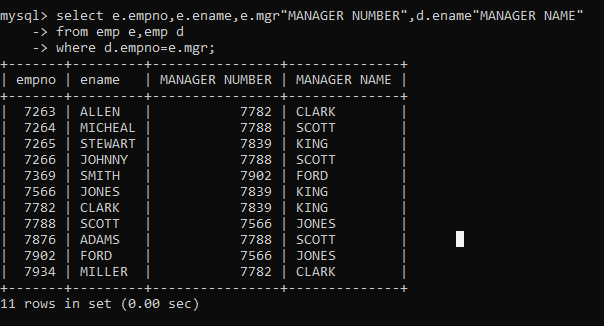 mysql> select e.empno,e.ename,e.mgr"MANAGER NUMBER",d.ename"MANAGER NAME"
    -> from emp e,emp d
    -> where d.empno=e.mgr;
+-------+---------+----------------+--------------+
| empno | ename   | MANAGER NUMBER | MANAGER NAME |
+-------+---------+----------------+--------------+
|  7263 | ALLEN   |           7782 | CLARK        |
|  7264 | MICHEAL |           7788 | SCOTT        |
|  7265 | STEWART |           7839 | KING         |
|  7266 | JOHNNY  |           7788 | SCOTT        |
|  7369 | SMITH   |           7902 | FORD         |
|  7566 | JONES   |           7839 | KING         |
|  7782 | CLARK   |           7839 | KING         |
|  7788 | SCOTT   |           7566 | JONES        |
|  7876 | ADAMS   |           7788 | SCOTT        |
|  7902 | FORD    |           7566 | JONES        |
|  7934 | MILLER  |           7782 | CLARK        |
+-------+---------+----------------+--------------+
11 rows in set (0.00 sec)